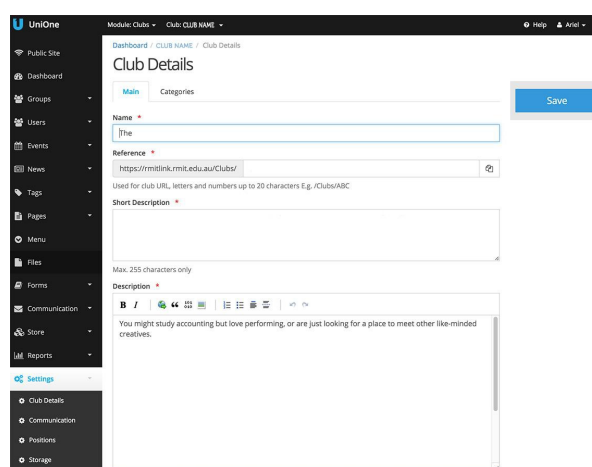 UniOne
Module: Clubs
Club: CLUB NAME
Help
Ariel
Public Site
Dashboard
Groups
Users
Events
News
Tags
Pages
Menu
Files
Forms
Communication
Store
Reports
Settings
Club Details
Communication
Positions
Storage
Dashboard / CLUB NAME / Club Details
Club Details
Main
Categories
Save
Name *
The
Reference *
https://rmitlink.rmit.edu.au/Clubs/
Used for club URL, letters and numbers up to 20 characters E.g. /Clubs/ABC
Short Description *
Max. 255 characters only
Description *
B I
You might study accounting but love performing, or are just looking for a place to meet other like-minded
creatives.